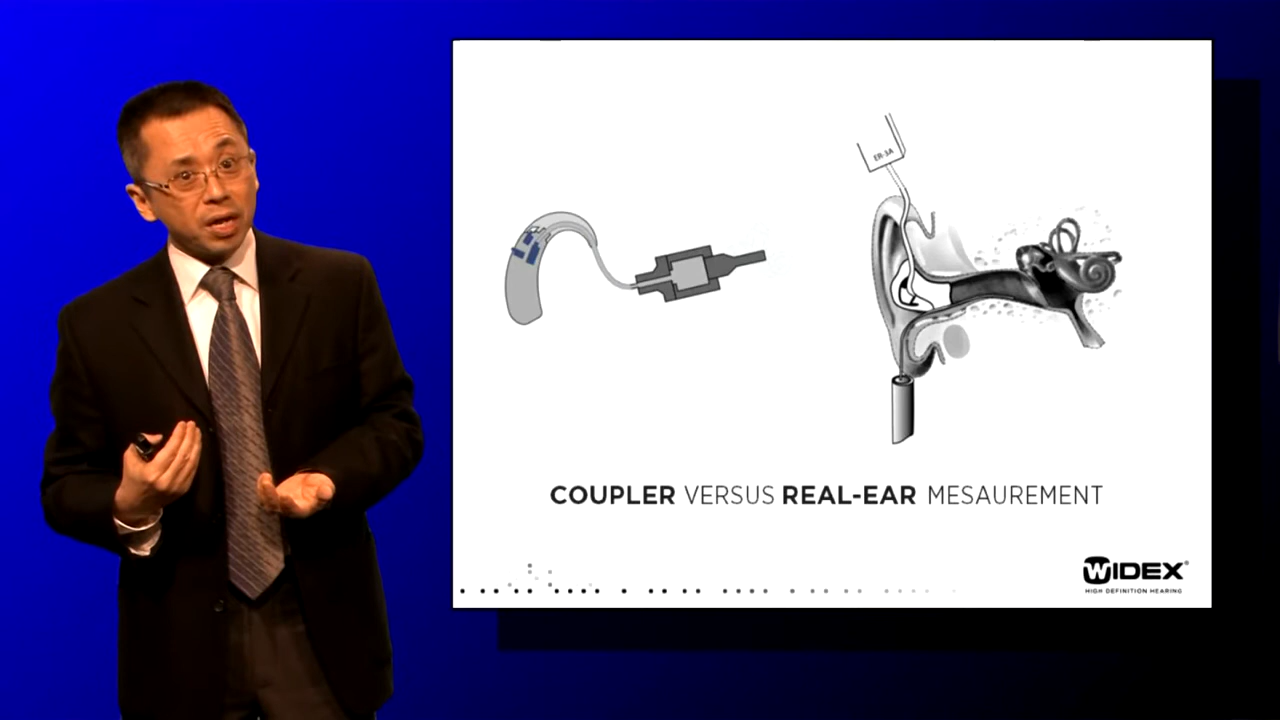 ER-3A
COUPLER VERSUS REAL-EAR MESAUREMENT
WIDEX®
HIGH DEFINITION HEARING